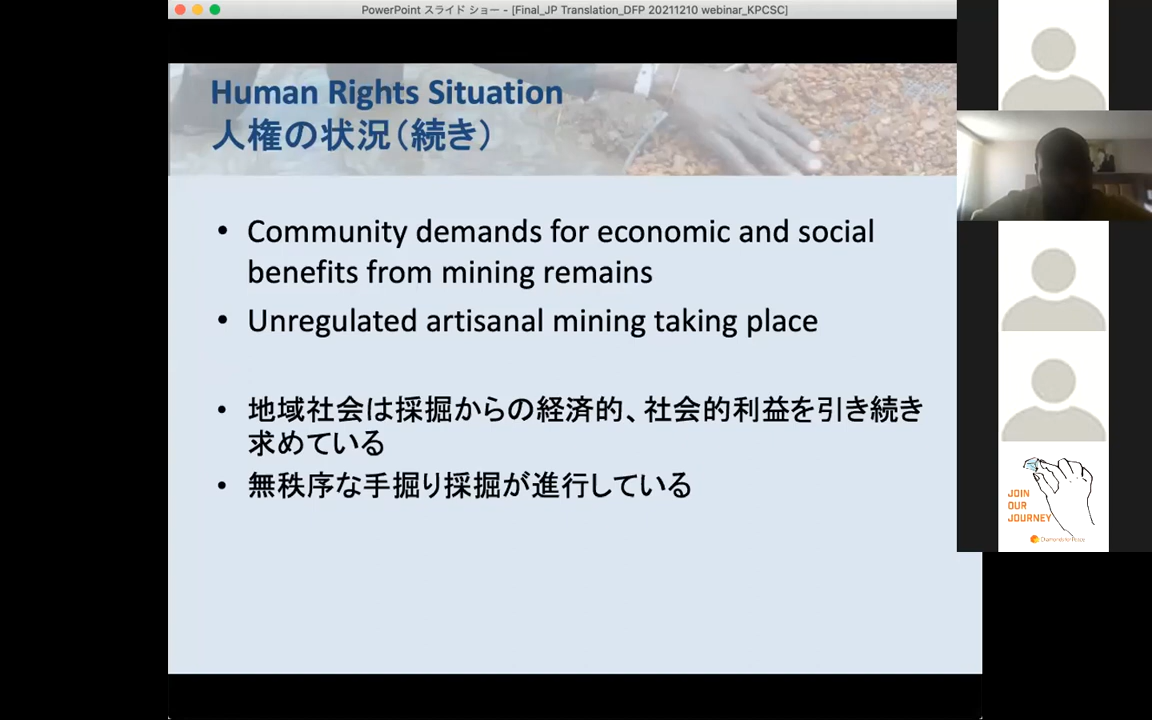 PowerPoint スライド ショー - [Final_JP Translation_DFP 20211210 webinar_KPCSC]
Human Rights Situation
人権の状況（続き）
• Community demands for economic and social
benefits from mining remains
• Unregulated artisanal mining taking place
• 地域社会は採掘からの経済的、社会的利益を引き続き
求めている
• 無秩序な手掘り採掘が進行している
JOIN
OUR
JOURNEY
Diamonds for Peace